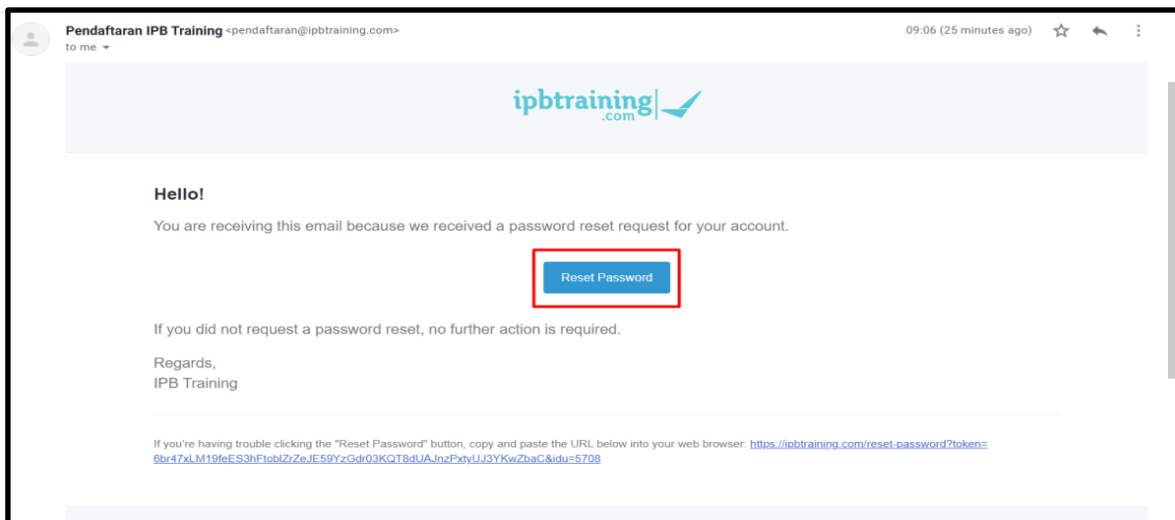 Pendaftaran IPB Training <pendaftaran@ipbtraining.com>
09:06 (25 minutes ago)
to me
ipbtraining
.com
Hello!
You are receiving this email because we received a password reset request for your account.
Reset Password
If you did not request a password reset, no further action is required.
Regards,
IPB Training
If you're having trouble clicking the "Reset Password" button, copy and paste the URL below into your web browser: https://ipbtraining.com/reset-password?token=
6br47xLM19feES3hFtoblZrZeJE59YzGdr03KQT8dUAJnzPxtyUJ3YKwZbaC&idu=5708